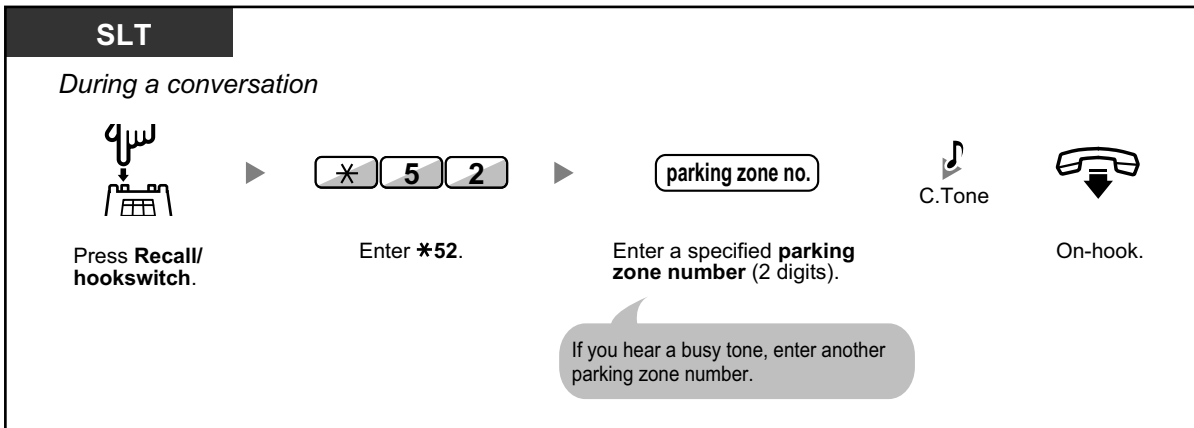 SLT
During a conversation
* 5 2
parking zone no.
C.Tone
Press Recall/
hookswitch.
Enter *52.
Enter a specified parking
zone number (2 digits).
On-hook.
If you hear a busy tone, enter another
parking zone number.